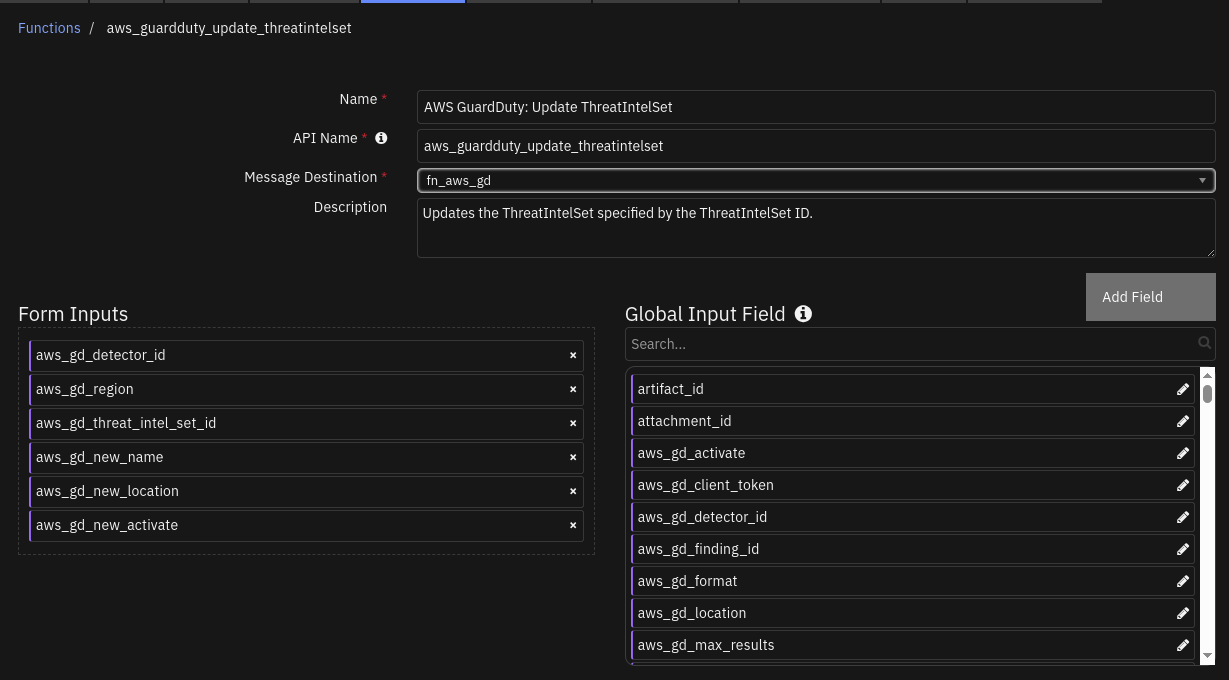 Functions / aws_guardduty_update_threatintelset
Name * AWS GuardDuty: Update ThreatIntelSet
API Name * aws_guardduty_update_threatintelset
Message Destination * fn_aws_gd
Description Updates the ThreatIntelSet specified by the ThreatIntelSet ID.
Add Field
Form Inputs
aws_gd_detector_id ×
aws_gd_region ×
aws_gd_threat_intel_set_id ×
aws_gd_new_name ×
aws_gd_new_location ×
aws_gd_new_activate ×
Global Input Field
Search...
artifact_id
attachment_id
aws_gd_activate
aws_gd_client_token
aws_gd_detector_id
aws_gd_finding_id
aws_gd_format
aws_gd_location
aws_gd_max_results